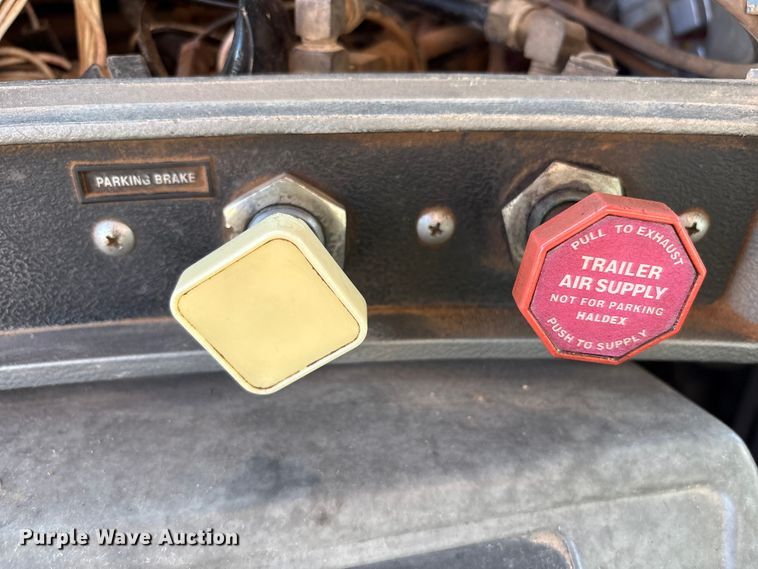 PARKING BRAKE
PULL TO EXHAUST
TRAILER
AIR SUPPLY
NOT FOR PARKING
HALDEX
PUSH TO SUPPLY
Purple Wave Auction